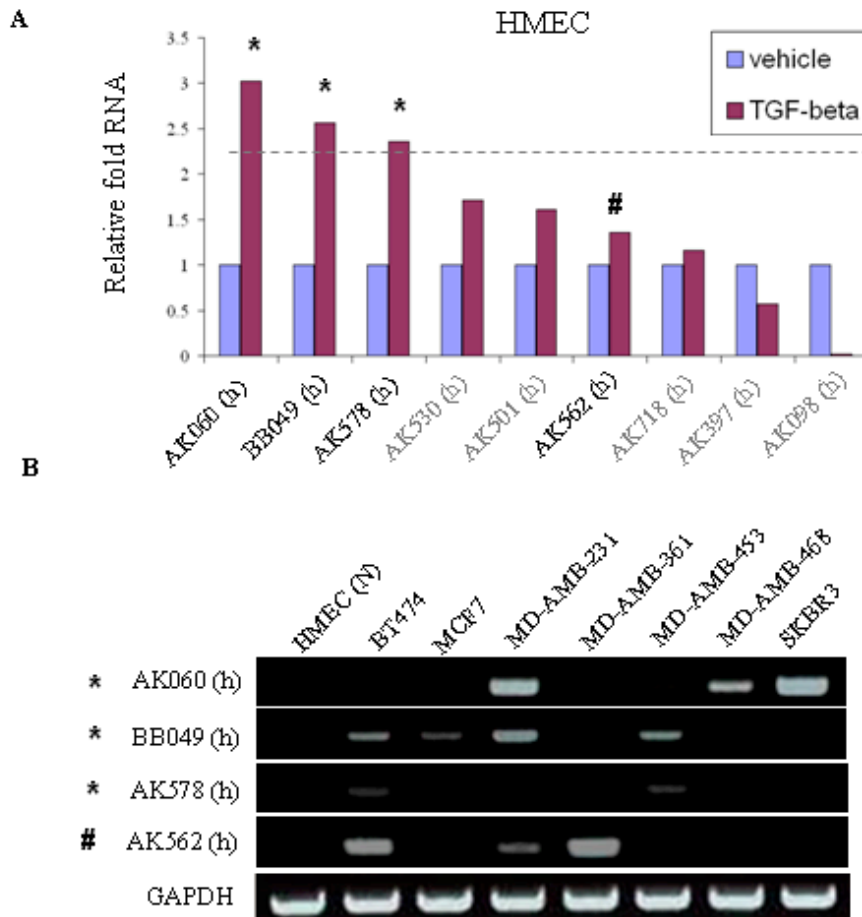 A
HMEC
3.5
3
2.5
2
1.5
1
0.5
0
Relative fold RNA
* * *
#
vehicle
TGF-beta
AK060 (h)
BB049 (h)
AK578 (h)
AK530 (h)
AK501 (h)
AK562 (h)
AK718 (h)
AK397 (h)
AK098 (h)
B
HMEC (N)
BT474
MCF7
MD-AMB-231
MD-AMB-361
MD-AMB-453
MD-AMB-468
SKBR3
* AK060 (h)
* BB049 (h)
* AK578 (h)
# AK562 (h)
GAPDH